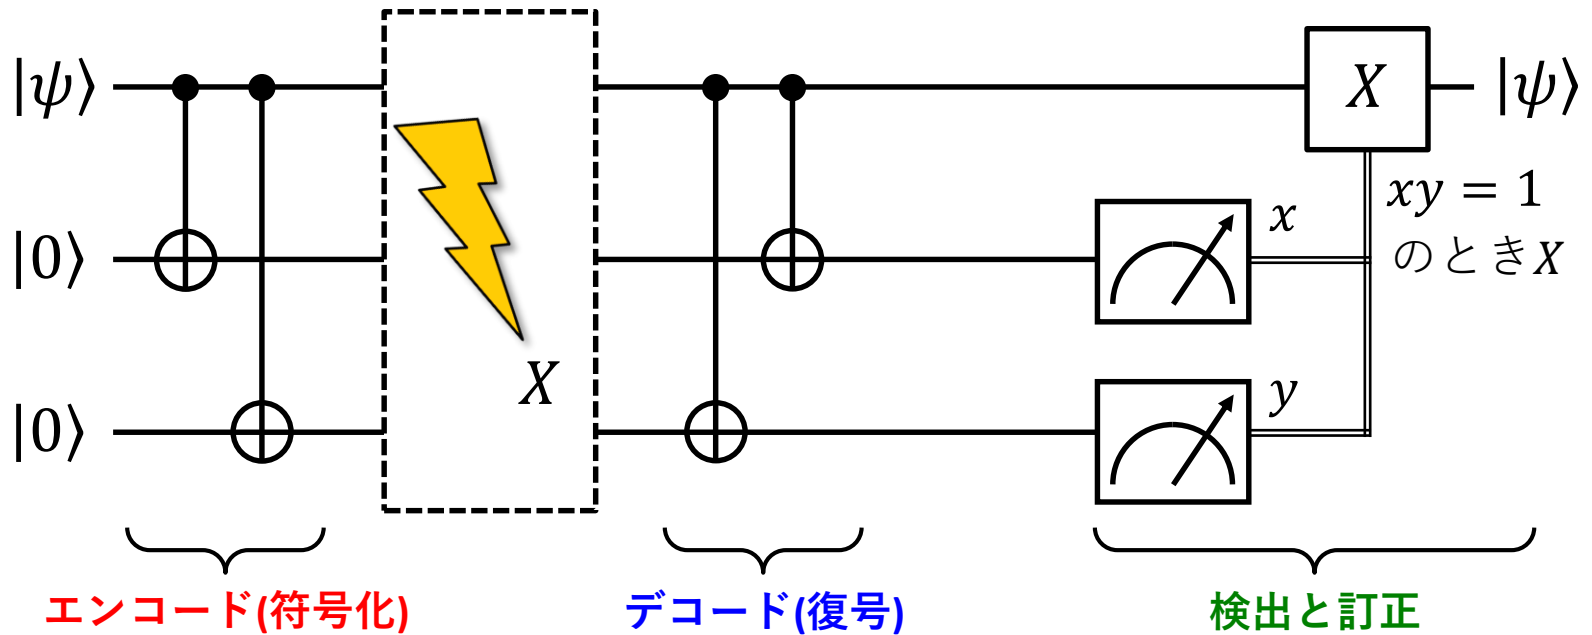 |ψ⟩
|0⟩
|0⟩
X
x
y
X
|ψ⟩
xy = 1
のときX
エンコード(符号化)
デコード(復号)
検出と訂正